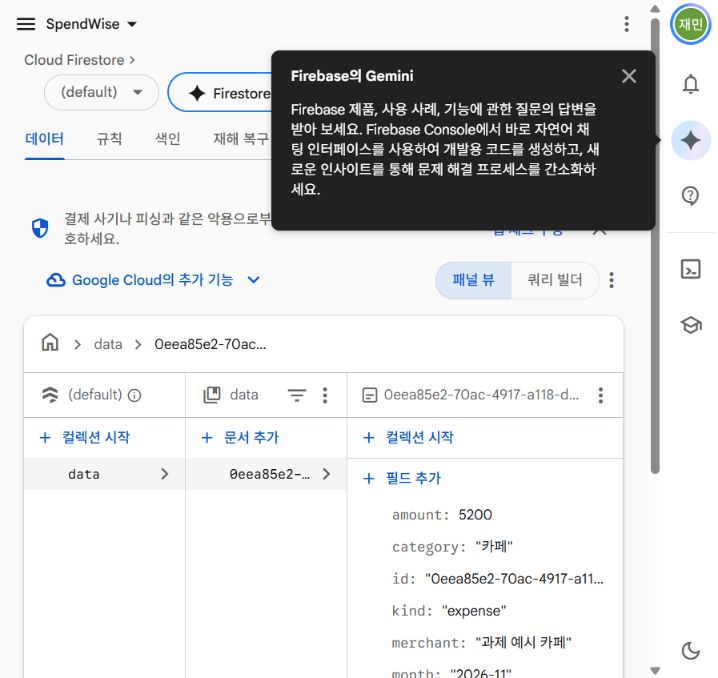 SpendWise
재민
Cloud Firestore
(default)
Firestore
Firebase의 Gemini
Firebase 제품, 사용 사례, 기능에 관한 질문의 답변을
받아 보세요. Firebase Console에서 바로 자연어 채
팅 인터페이스를 사용하여 개발용 코드를 생성하고, 새
로운 인사이트를 통해 문제 해결 프로세스를 간소화하
세요.
데이터 규칙 색인 재해 복구
결제 사기나 피싱과 같은 악용으로부
호하세요.
Google Cloud의 추가 기능
패널 뷰 쿼리 빌더
data 0eea85e2-70ac...
(default) data 0eea85e2-70ac-4917-a118-d...
+ 컬렉션 시작 + 문서 추가 + 컬렉션 시작
data 0eea85e2-...
+ 필드 추가
amount: 5200
category: "카페"
id: "0eea85e2-70ac-4917-a11...
kind: "expense"
merchant: "과제 예시 카페"
month: "2026-11"